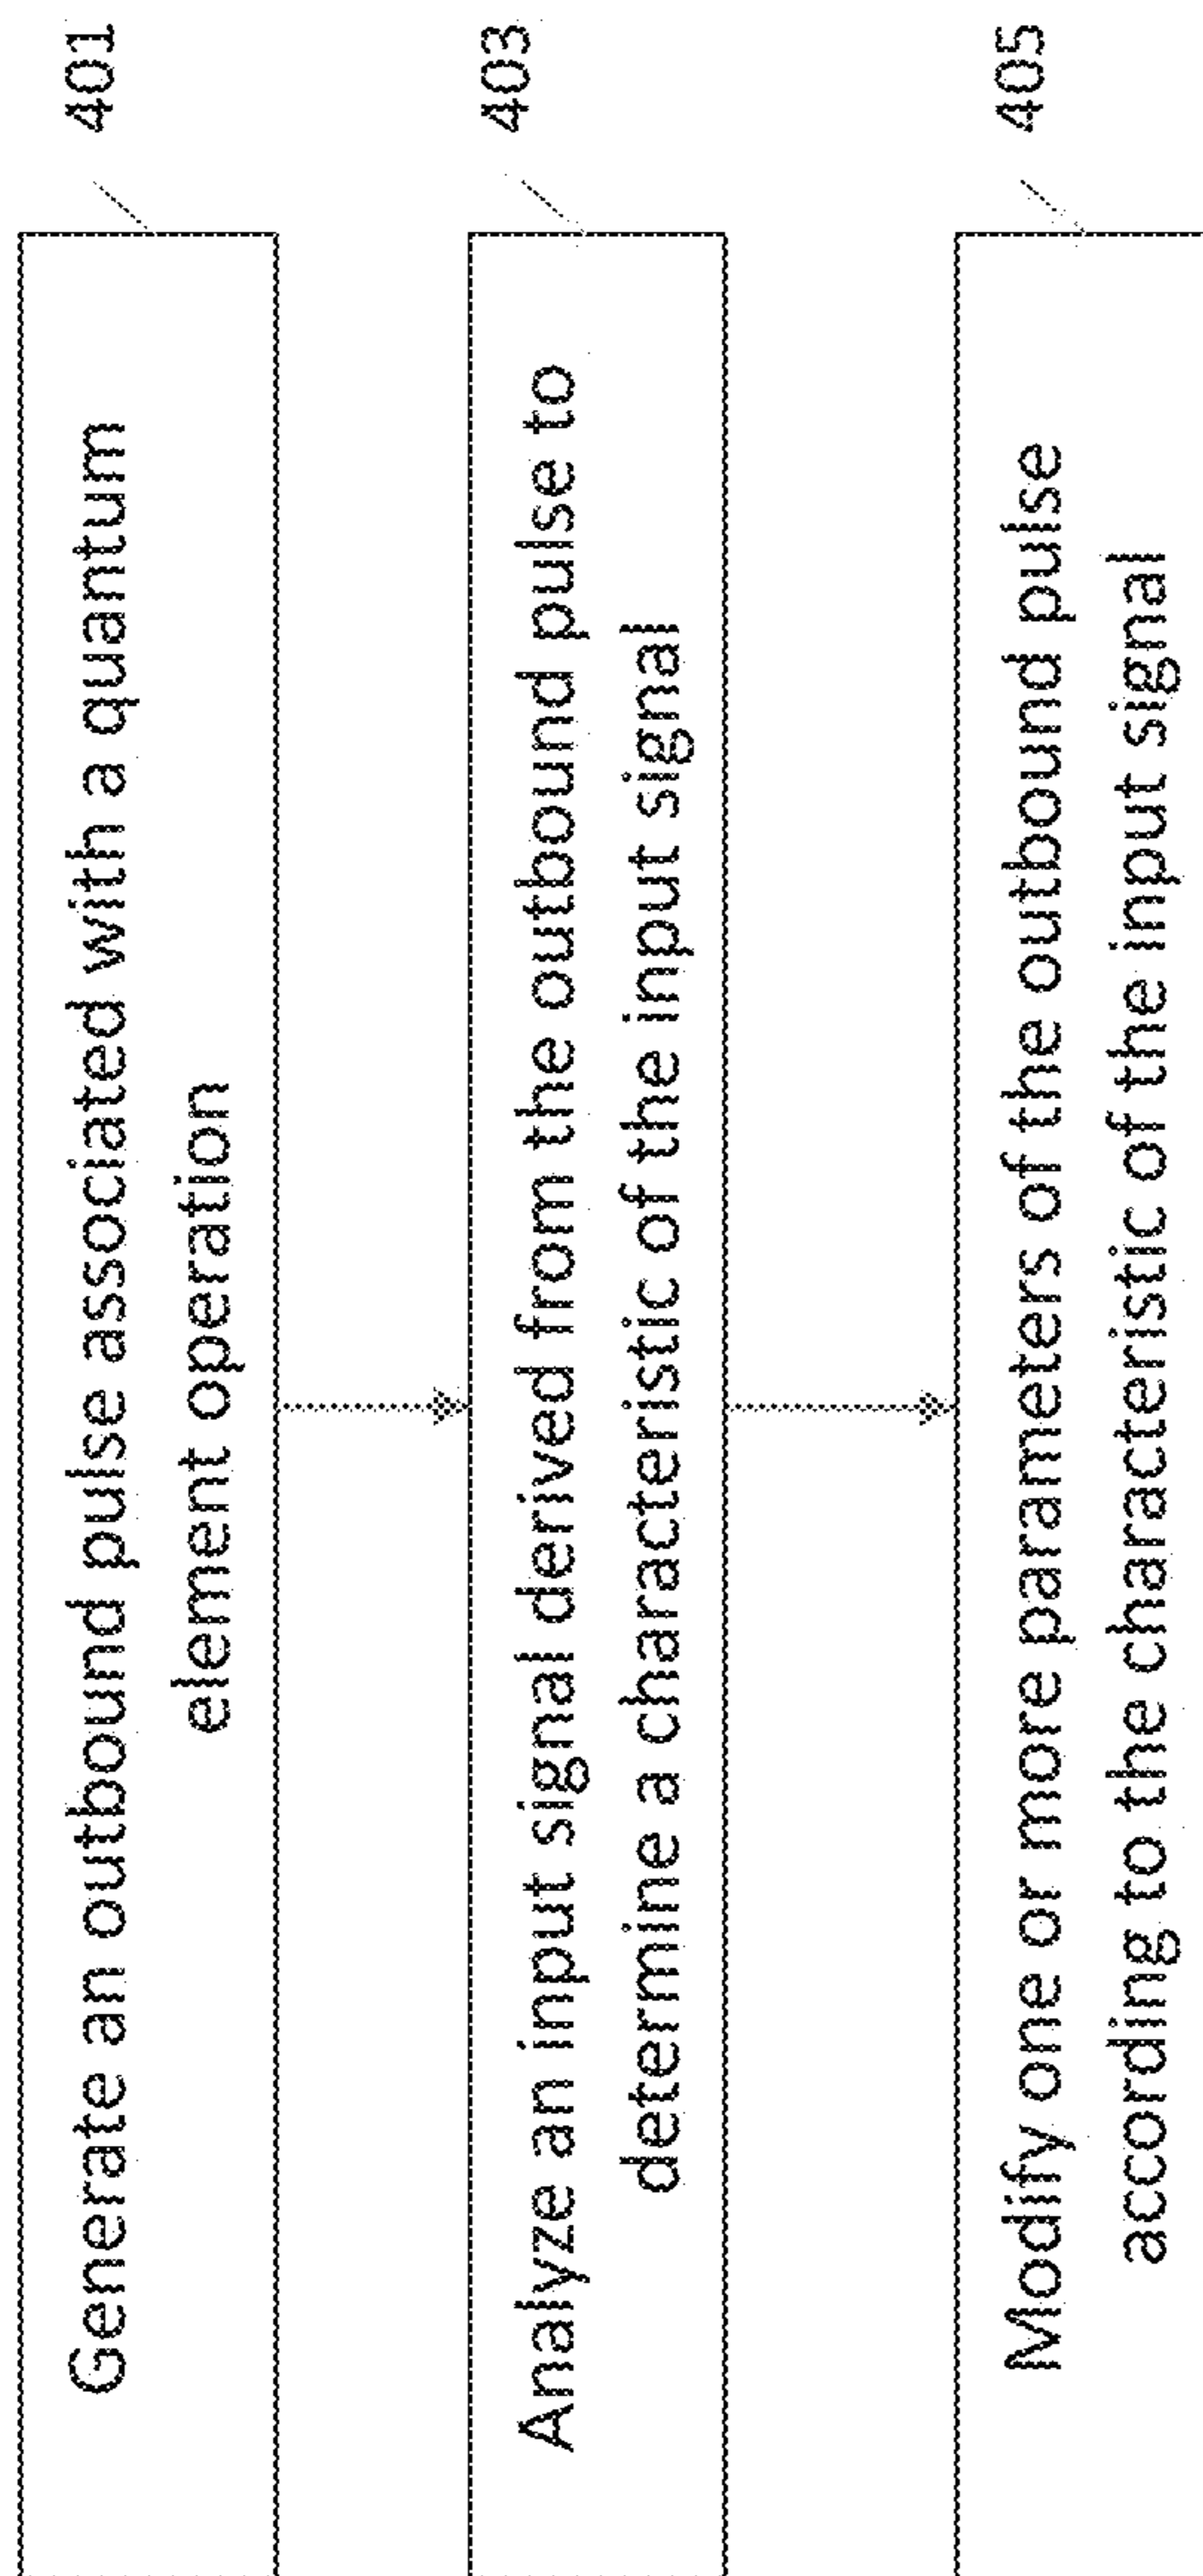 Generate an outbound pulse associated with a quantum
element operation
401
Analyze an input signal derived from the outbound pulse to
determine a characteristic of the input signal
403
Modify one or more parameters of the outbound pulse
according to the characteristic of the input signal
405